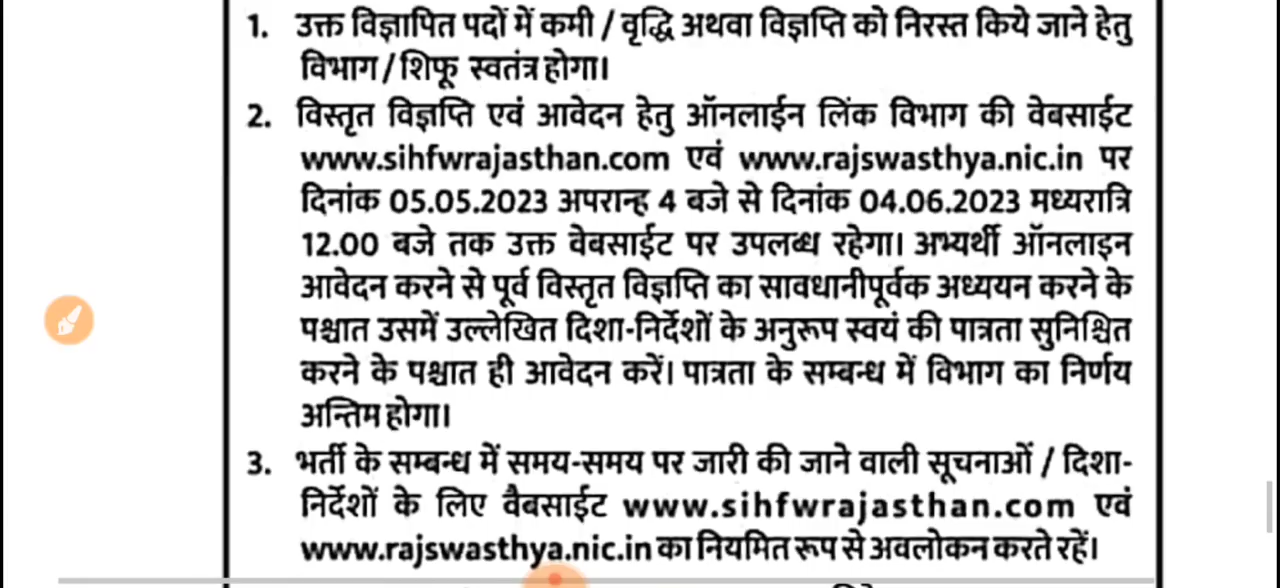 1. उक्त विज्ञापित पदों में कमी / वृद्धि अथवा विज्ञप्ति को निरस्त किये जाने हेतु
विभाग / शिफू स्वतंत्र होगा।
2. विस्तृत विज्ञप्ति एवं आवेदन हेतु ऑनलाईन लिंक विभाग की वेबसाईट
www.sihfwrajasthan.com एवं www.rajswasthya.nic.in पर
दिनांक 05.05.2023 अपरान्ह 4 बजे से दिनांक 04.06.2023 मध्यरात्रि
12.00 बजे तक उक्त वेबसाईट पर उपलब्ध रहेगा। अभ्यर्थी ऑनलाइन
आवेदन करने से पूर्व विस्तृत विज्ञप्ति का सावधानीपूर्वक अध्ययन करने के
पश्चात उसमें उल्लेखित दिशा-निर्देशों के अनुरूप स्वयं की पात्रता सुनिश्चित
करने के पश्चात ही आवेदन करें। पात्रता के सम्बन्ध में विभाग का निर्णय
अन्तिम होगा।
3. भर्ती के सम्बन्ध में समय-समय पर जारी की जाने वाली सूचनाओं / दिशा-
निर्देशों के लिए वैबसाईट www.sihfwrajasthan.com एवं
www.rajswasthya.nic.in का नियमित रूप से अवलोकन करते रहें।